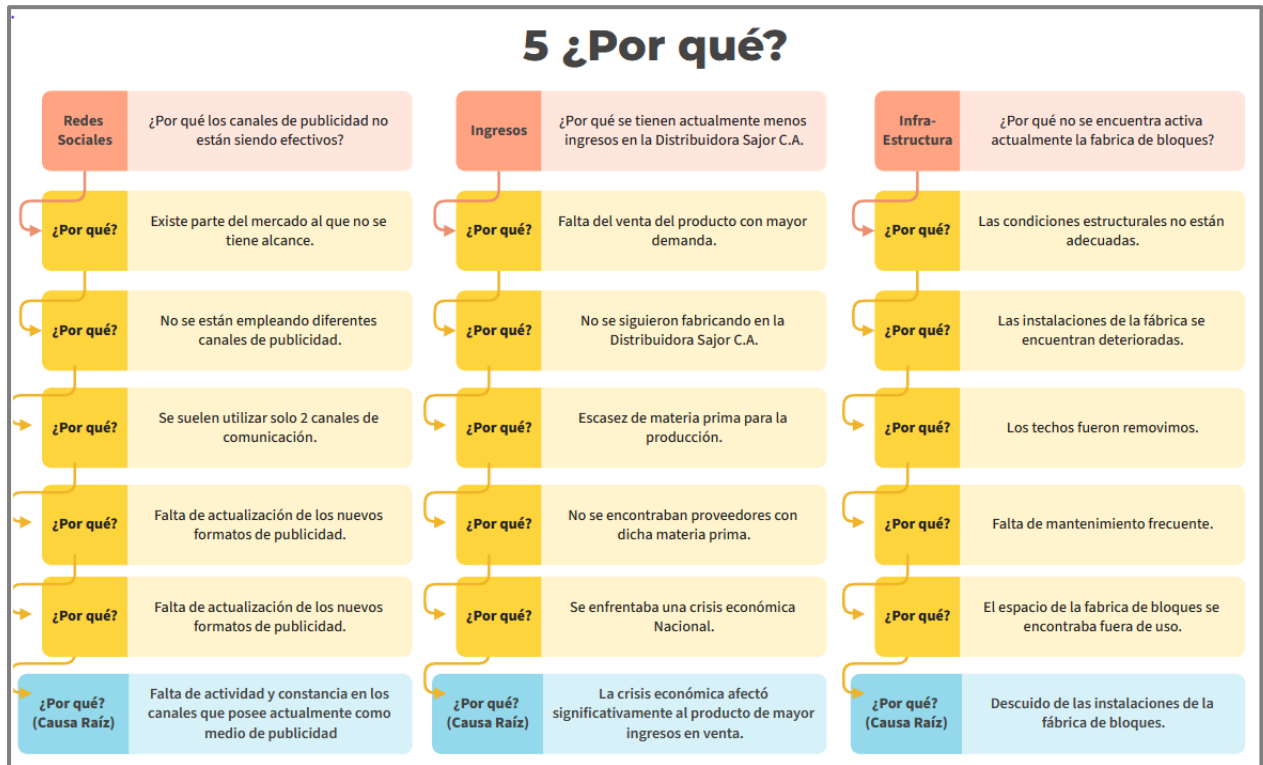 5 ¿Por qué?
Redes
Sociales
¿Por qué los canales de publicidad no
están siendo efectivos?
¿Por qué?
Existe parte del mercado al que no se
tiene alcance.
¿Por qué?
No se están empleando diferentes
canales de publicidad.
¿Por qué?
Se suelen utilizar solo 2 canales de
comunicación.
¿Por qué?
Falta de actualización de los nuevos
formatos de publicidad.
¿Por qué?
Falta de actualización de los nuevos
formatos de publicidad.
¿Por qué?
(Causa Raíz)
Falta de actividad y constancia en los
canales que posee actualmente como
medio de publicidad
Ingresos
¿Por qué se tienen actualmente menos
ingresos en la Distribuidora Sajor C.A.
¿Por qué?
Falta del venta del producto con mayor
demanda.
¿Por qué?
No se siguieron fabricando en la
Distribuidora Sajor C.A.
¿Por qué?
Escasez de materia prima para la
producción.
¿Por qué?
No se encontraban proveedores con
dicha materia prima.
¿Por qué?
Se enfrentaba una crisis económica
Nacional.
¿Por qué?
(Causa Raíz)
La crisis económica afectó
significativamente al producto de mayor
ingresos en venta.
Infra-
Estructura
¿Por qué no se encuentra activa
actualmente la fabrica de bloques?
¿Por qué?
Las condiciones estructurales no están
adecuadas.
¿Por qué?
Las instalaciones de la fábrica se
encuentran deterioradas.
¿Por qué?
Los techos fueron removimos.
¿Por qué?
Falta de mantenimiento frecuente.
¿Por qué?
El espacio de la fabrica de bloques se
encontraba fuera de uso.
¿Por qué?
(Causa Raíz)
Descuido de las instalaciones de la
fábrica de bloques.